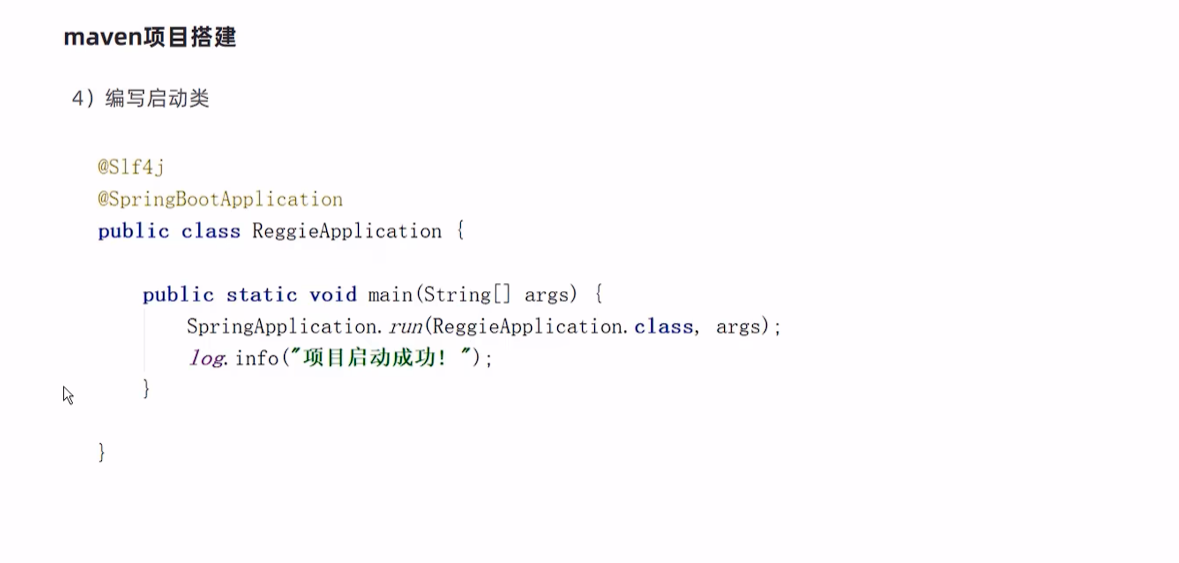 maven项目搭建
4）编写启动类
@Slf4j
@SpringBootApplication
public class ReggieApplication {
public static void main(String[] args) {
SpringApplication.run(ReggieApplication.class, args);
log.info("项目启动成功！");
}
}